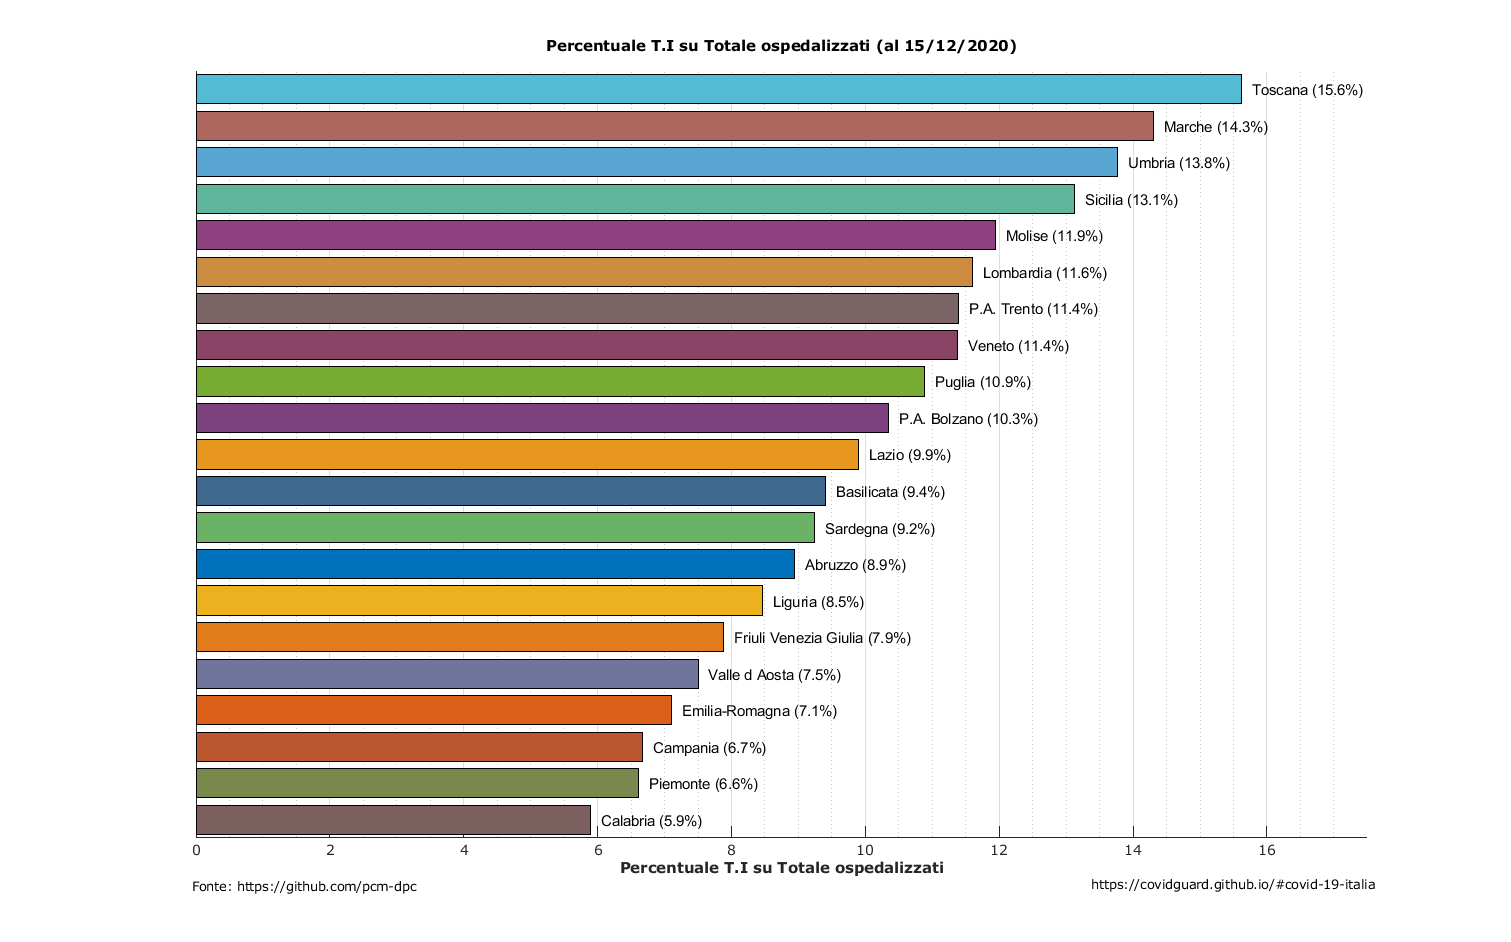 Percentuale T.I su Totale ospedalizzati (al 15/12/2020)
Toscana (15.6%)
Marche (14.3%)
Umbria (13.8%)
Sicilia (13.1%)
Molise (11.9%)
Lombardia (11.6%)
P.A. Trento (11.4%)
Veneto (11.4%)
Puglia (10.9%)
P.A. Bolzano (10.3%)
Lazio (9.9%)
Basilicata (9.4%)
Sardegna (9.2%)
Abruzzo (8.9%)
Liguria (8.5%)
Friuli Venezia Giulia (7.9%)
Valle d Aosta (7.5%)
Emilia-Romagna (7.1%)
Campania (6.7%)
Piemonte (6.6%)
Calabria (5.9%)
0 2 4 6 8 10 12 14 16
Percentuale T.I su Totale ospedalizzati
Fonte: https://github.com/pcm-dpc
https://covidguard.github.io/#covid-19-italia